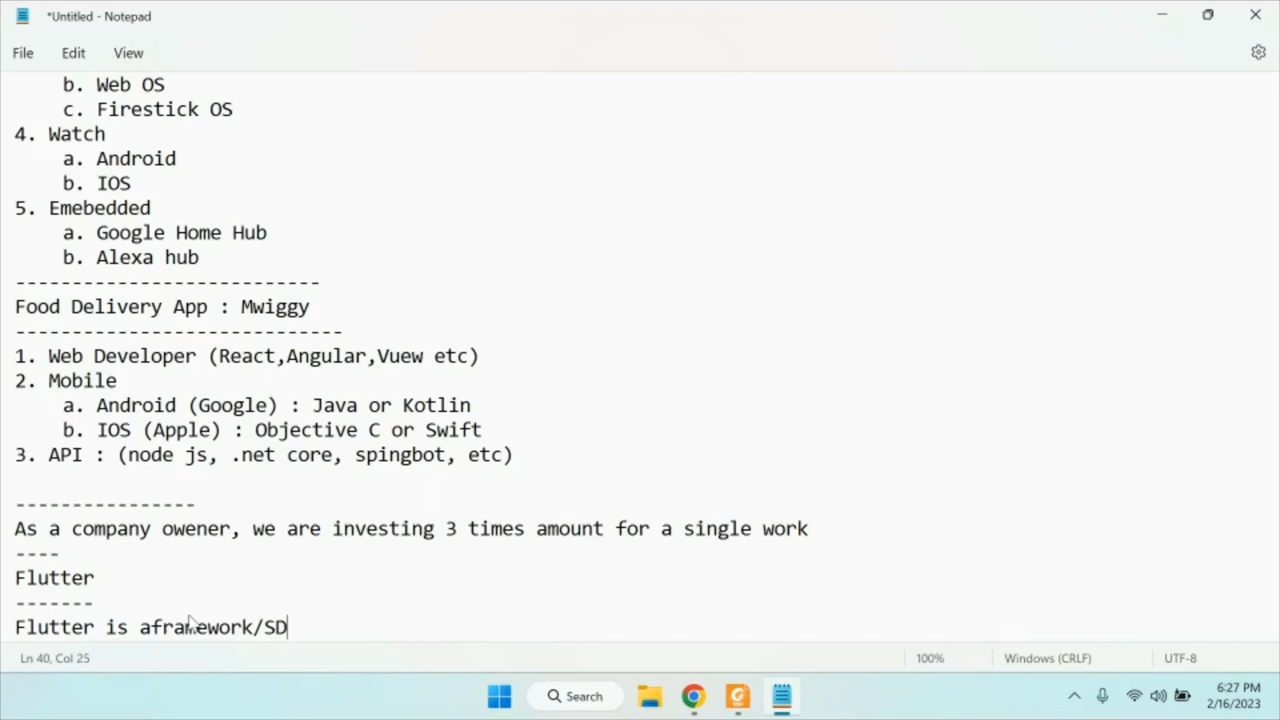 *Untitled - Notepad
File Edit View
b. Web OS
c. Firestick OS
4. Watch
a. Android
b. IOS
5. Emebedded
a. Google Home Hub
b. Alexa hub
---------------------------
Food Delivery App : Mwiggy
-----------------------------
1. Web Developer (React,Angular,Vuew etc)
2. Mobile
a. Android (Google) : Java or Kotlin
b. IOS (Apple) : Objective C or Swift
3. API : (node js, .net core, spingbot, etc)
----------------
As a company owener, we are investing 3 times amount for a single work
----
Flutter
-------
Flutter is aframework/SD
Ln 40, Col 25 100% Windows (CRLF) UTF-8
Search 6:27 PM
2/16/2023